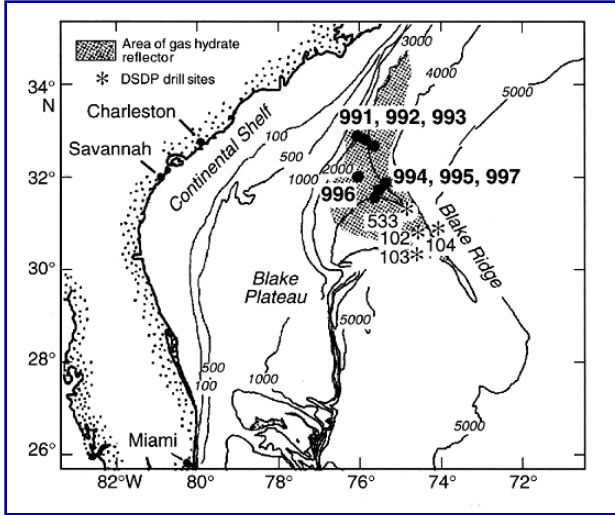 Area of gas hydrate
reflector
* DSDP drill sites
34°
N
32°
30°
28°
26°
82°W
80°
78°
76°
74°
72°
Charleston
Savannah
Miami
Continental Shelf
Blake
Plateau
Blake Ridge
991, 992, 993
994, 995, 997
996
533
102
103
104
100
500
1000
2000
3000
4000
5000
5000
500
100
1000
5000